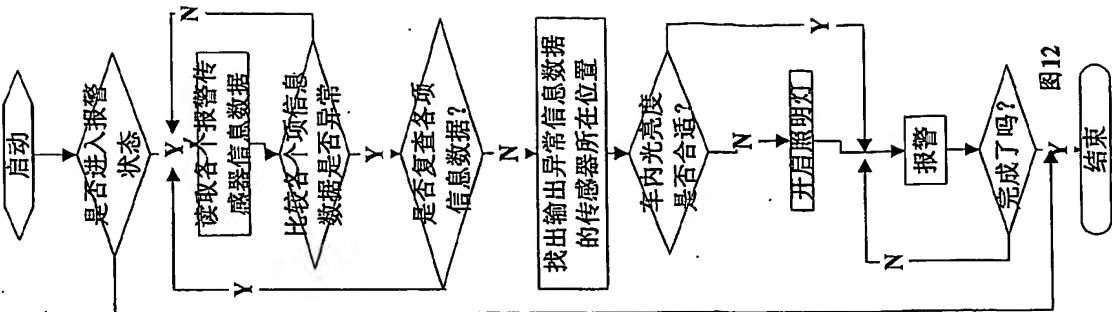 启动
是否进入报警
状态
Y
N
读取各个报警传
感器信息数据
比较各个项信息
数据是否异常
Y
是否复查各项
信息数据?
Y
N
找出输出异常信息数据
的传感器所在位置
车内光亮度
是否合适?
Y
N
开启照明灯
报警
完成了吗?
N
Y
结束
图12